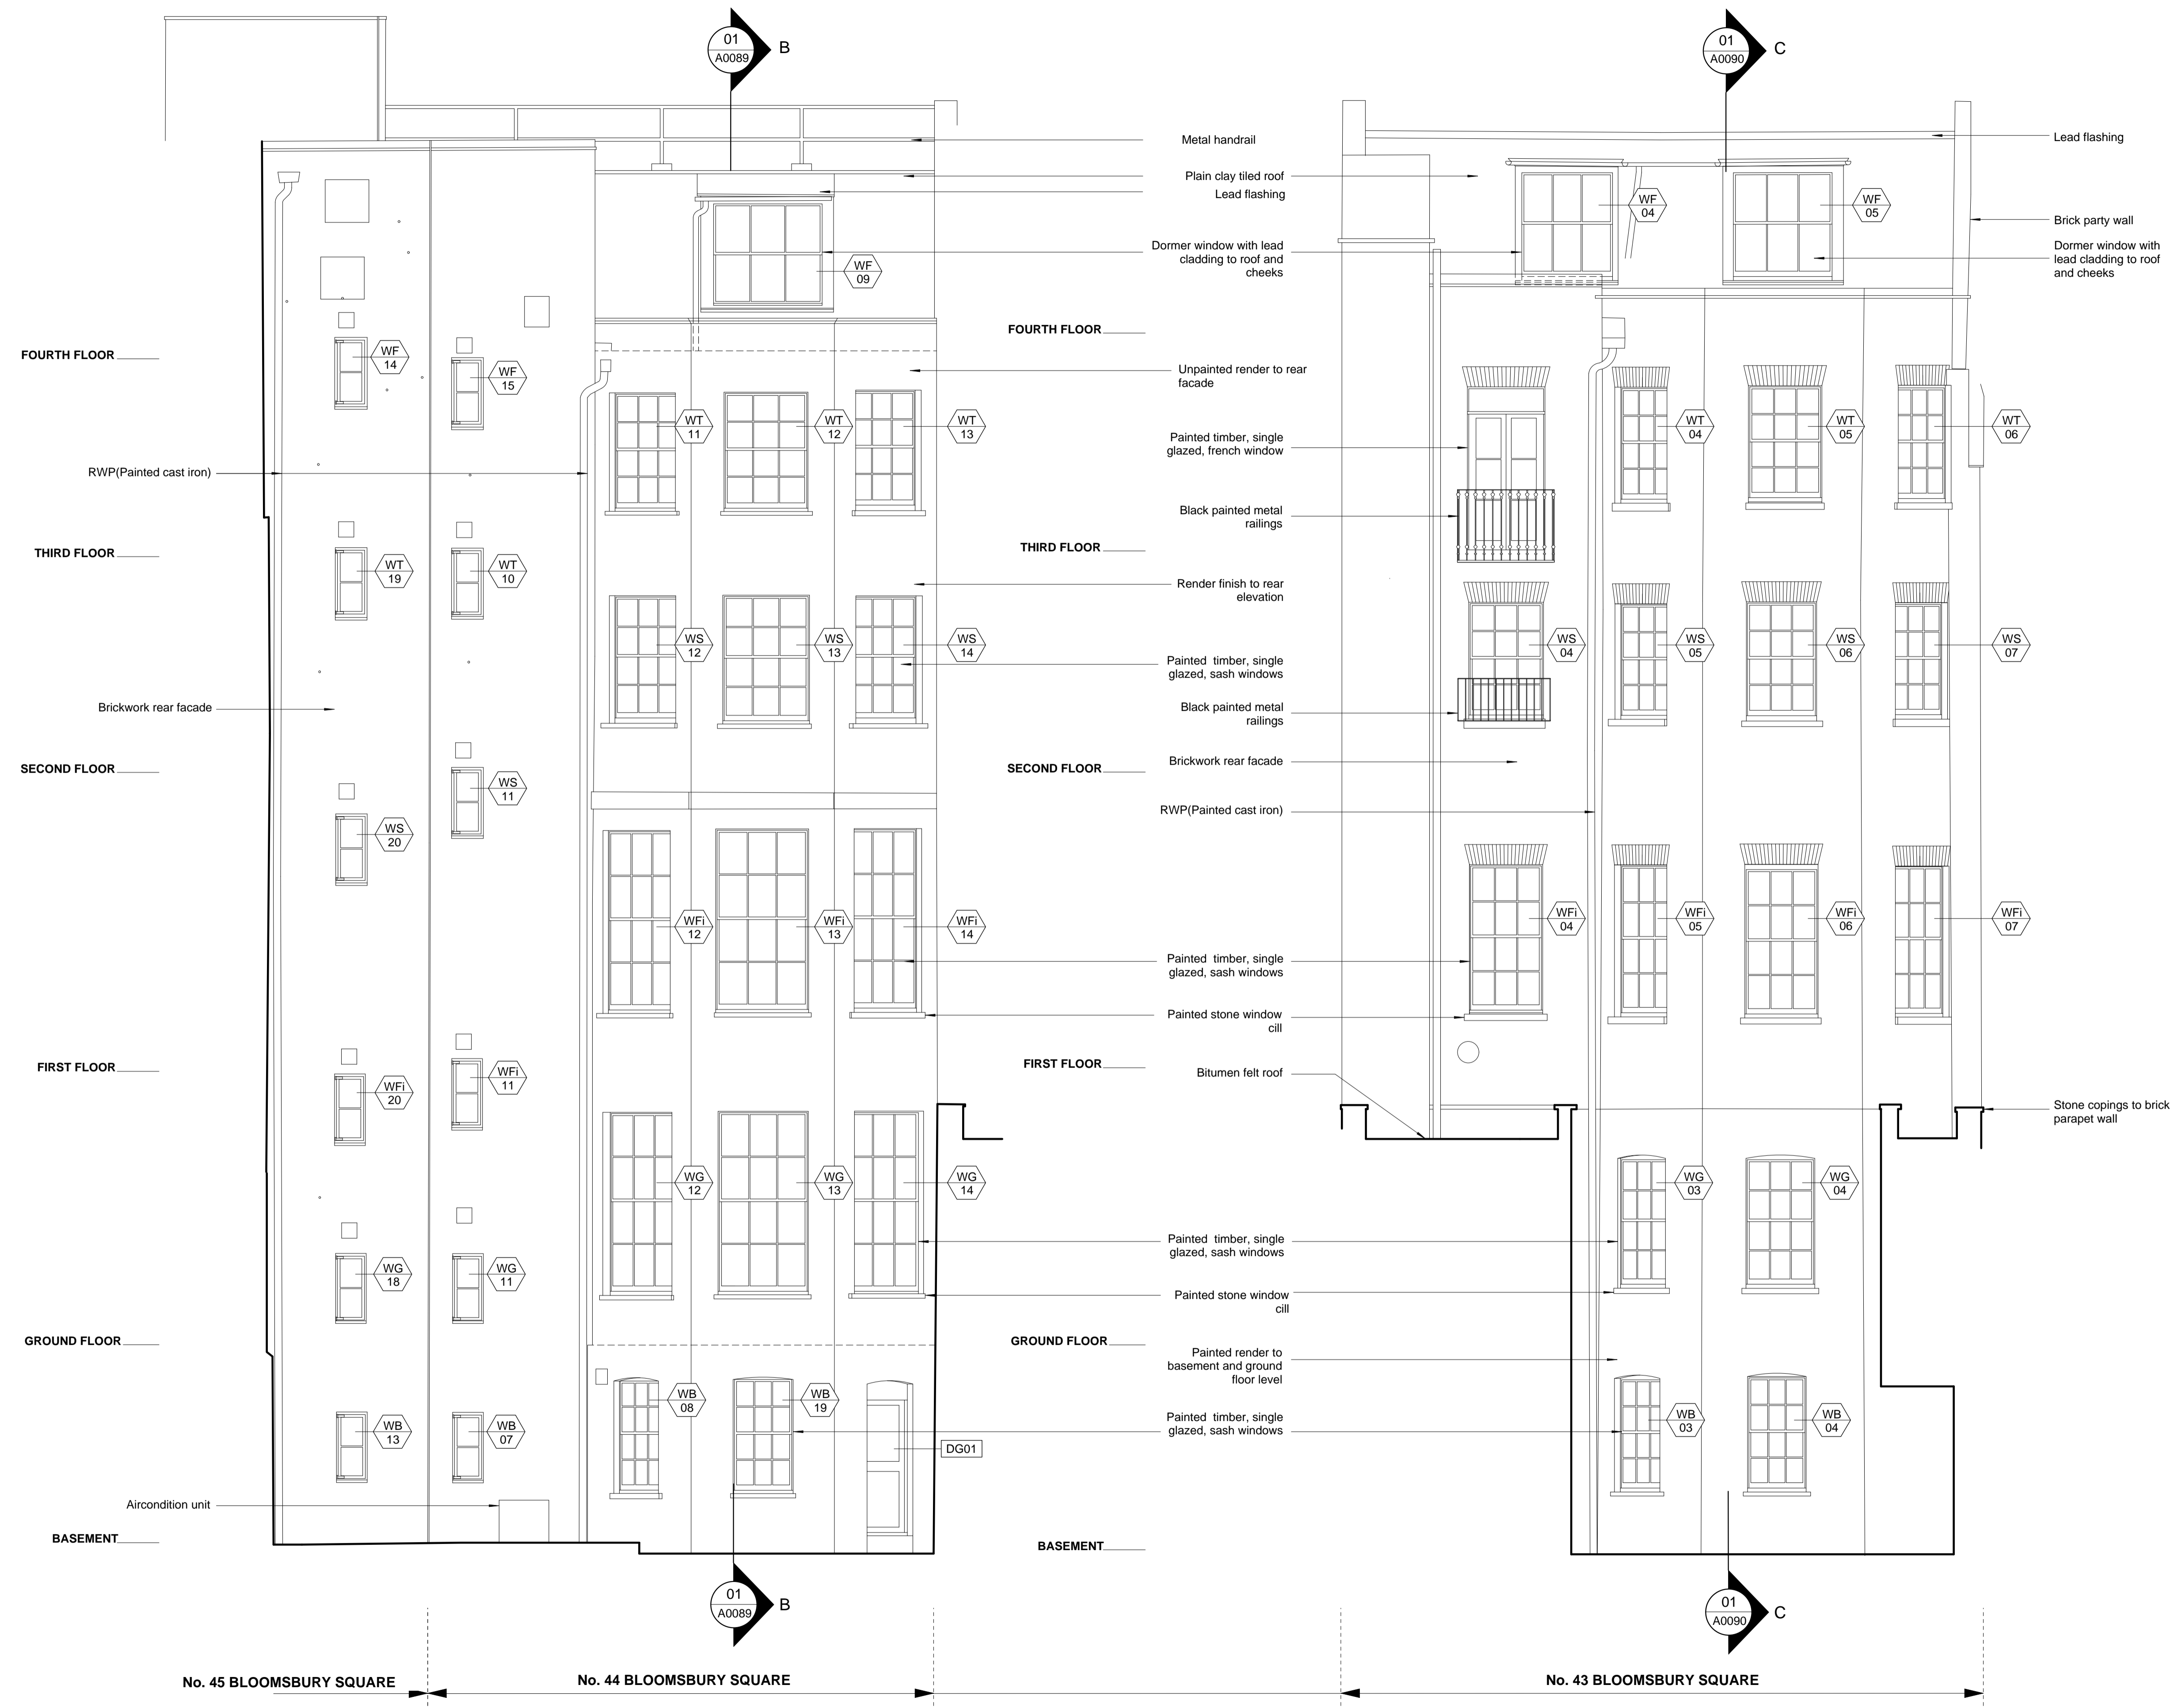 01
A0089
B
01
A0090
C
Metal handrail
Plain clay tiled roof
Lead flashing
Dormer window with lead
cladding to roof and
cheeks
Lead flashing
Brick party wall
Dormer window with
lead cladding to roof
and cheeks
WF
04
WF
05
WF
09
FOURTH FLOOR
FOURTH FLOOR
WF
14
WF
15
Unpainted render to rear
facade
WT
11
WT
12
WT
13
Painted timber, single
glazed, french window
WT
04
WT
05
WT
06
RWP(Painted cast iron)
Black painted metal
railings
THIRD FLOOR
THIRD FLOOR
WT
19
WT
10
Render finish to rear
elevation
WS
12
WS
13
WS
14
Painted timber, single
glazed, sash windows
WS
04
WS
05
WS
06
WS
07
Brickwork rear facade
Black painted metal
railings
Brickwork rear facade
SECOND FLOOR
SECOND FLOOR
WS
11
RWP(Painted cast iron)
WS
20
WFi
12
WFi
13
WFi
14
WFi
04
WFi
05
WFi
06
WFi
07
Painted timber, single
glazed, sash windows
Painted stone window
cill
FIRST FLOOR
FIRST FLOOR
Bitumen felt roof
WFi
20
WFi
11
Stone copings to brick
parapet wall
WG
12
WG
13
WG
14
WG
03
WG
04
Painted timber, single
glazed, sash windows
WG
18
WG
11
Painted stone window
cill
GROUND FLOOR
GROUND FLOOR
Painted render to
basement and ground
floor level
WB
08
WB
19
WB
03
WB
04
Painted timber, single
glazed, sash windows
WB
13
WB
07
DG01
Aircondition unit
BASEMENT
BASEMENT
01
A0089
B
01
A0090
C
No. 45 BLOOMSBURY SQUARE
No. 44 BLOOMSBURY SQUARE
No. 43 BLOOMSBURY SQUARE